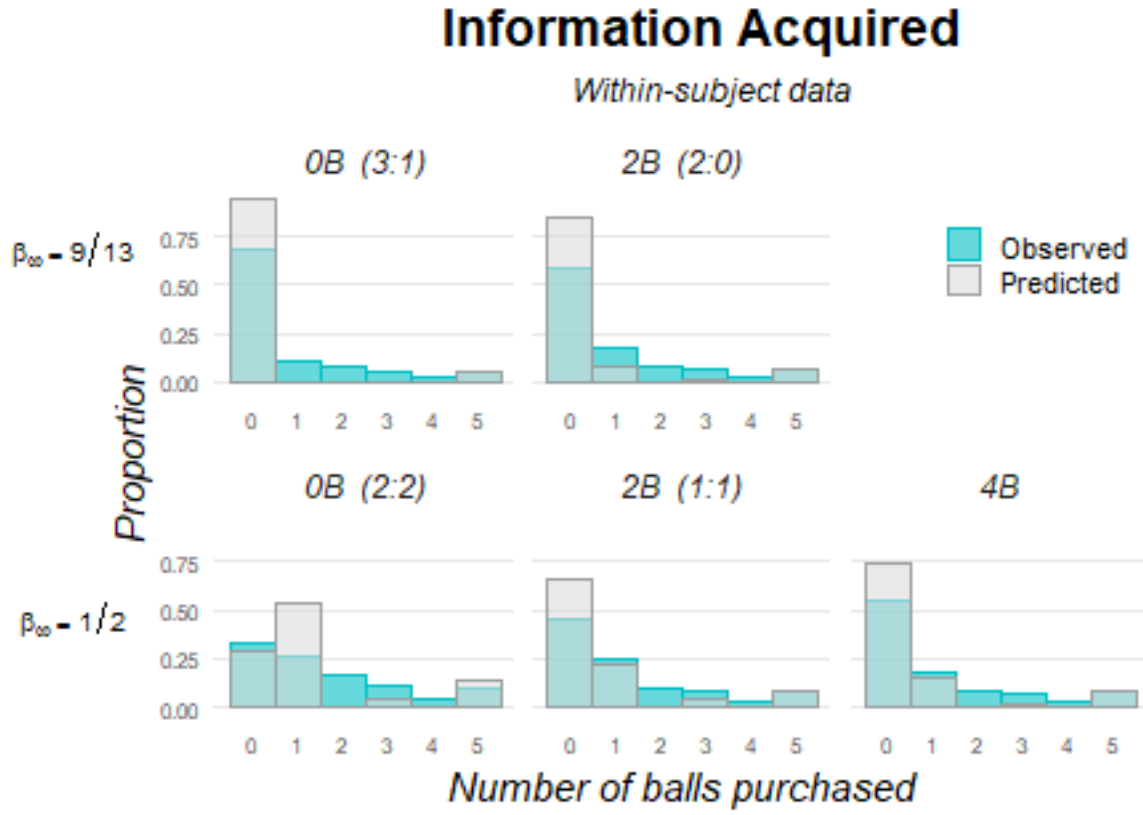 Information Acquired
Within-subject data
0B (3:1)
2B (2:0)
β∞ = 9/13
0.75
0.50
0.25
0.00
0 1 2 3 4 5
0 1 2 3 4 5
Observed
Predicted
Proportion
0B (2:2)
2B (1:1)
4B
β∞ = 1/2
0.75
0.50
0.25
0.00
0 1 2 3 4 5
0 1 2 3 4 5
0 1 2 3 4 5
Number of balls purchased